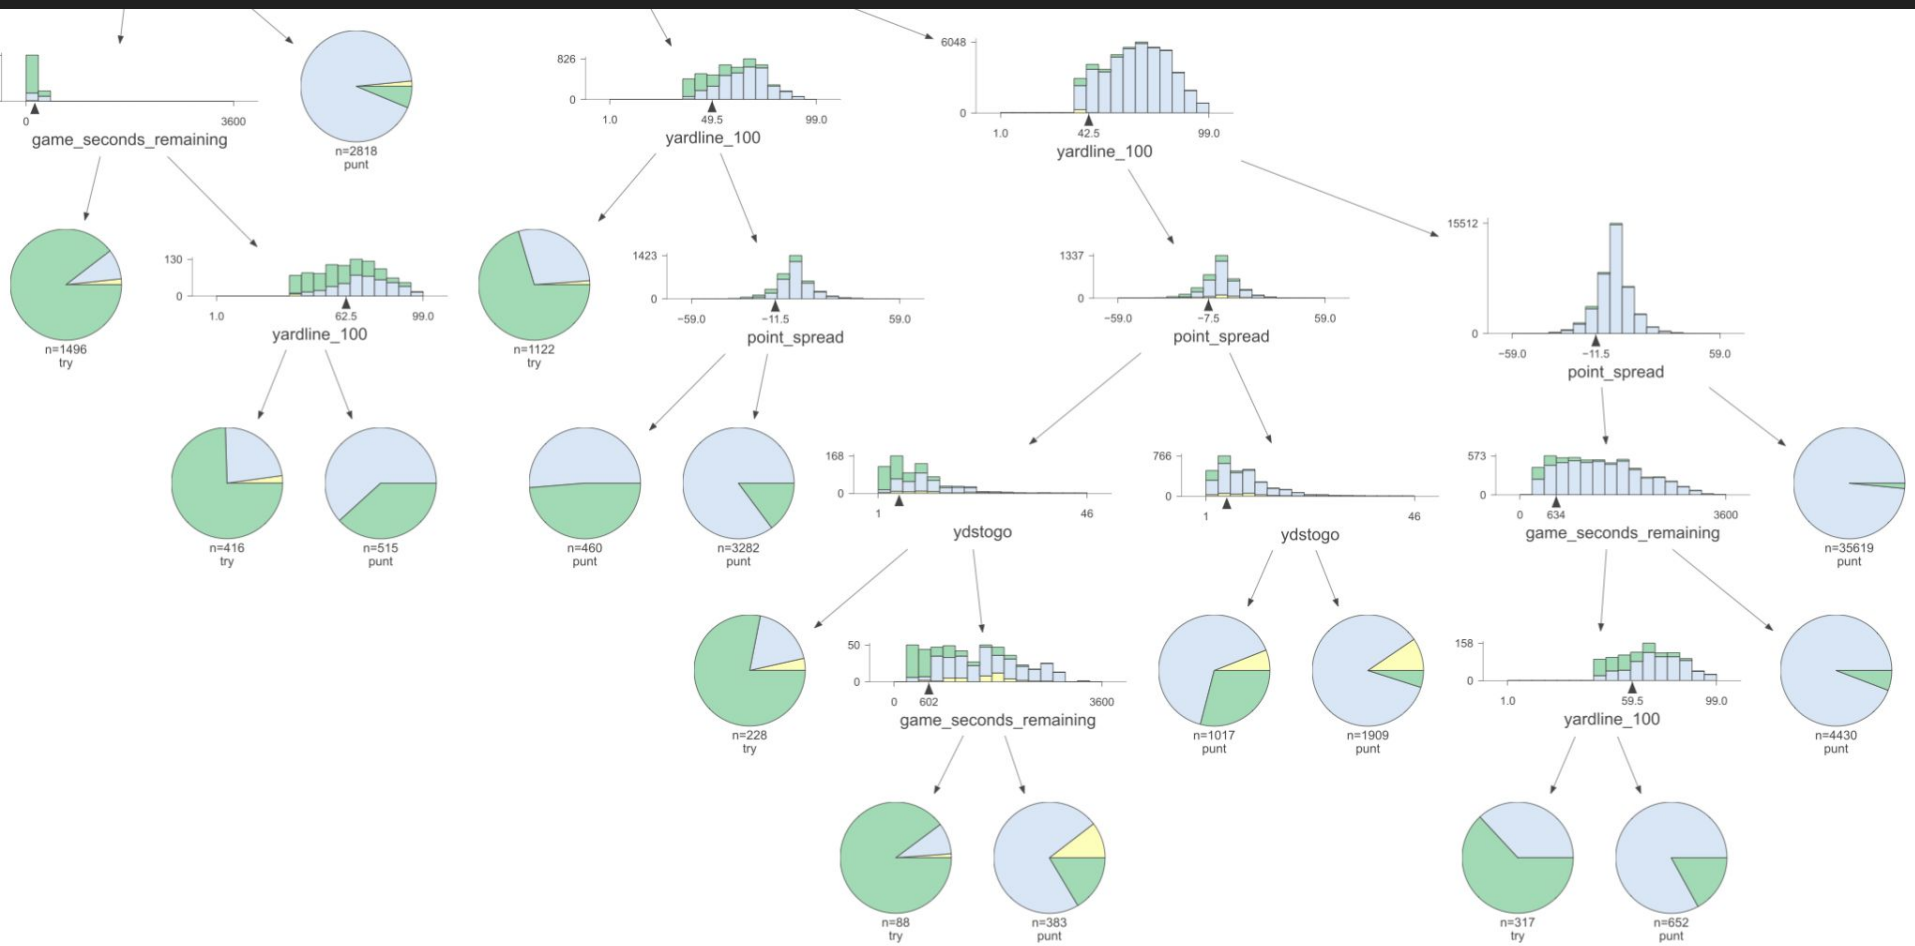 6048
0
1.0
42.5
99.0
yardline_100
826
0
1.0
49.5
99.0
yardline_100
0
3600
game_seconds_remaining
n=2818
punt
n=1496
try
130
0
1.0
62.5
99.0
yardline_100
n=1122
try
1423
0
−59.0
−11.5
59.0
point_spread
1337
0
−59.0
−7.5
59.0
point_spread
15512
0
−59.0
−11.5
59.0
point_spread
n=416
try
n=515
punt
n=460
punt
n=3282
punt
168
0
1
46
ydstogo
766
0
1
46
ydstogo
573
0
0
634
3600
game_seconds_remaining
n=35619
punt
n=228
try
50
0
0
602
3600
game_seconds_remaining
n=1017
punt
n=1909
punt
158
0
1.0
59.5
99.0
yardline_100
n=4430
punt
n=88
try
n=383
punt
n=317
try
n=652
punt